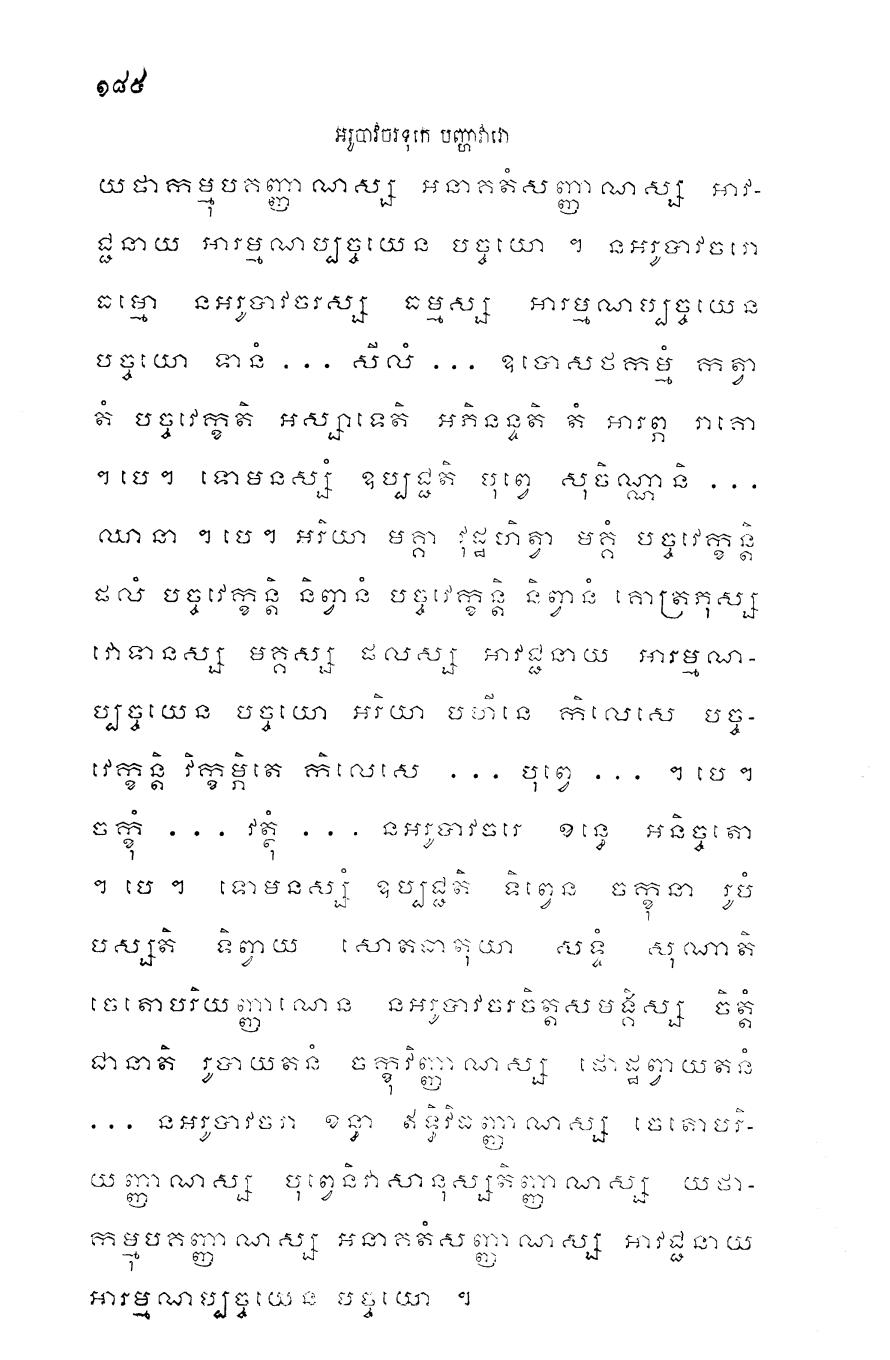 ១៨៥
អរូបាវចរទុកេ បញ្ហាវារោ
យថាកម្មុបគញ្ញាណស្ស អនាគតំសញ្ញាណស្ស អាវ-
ជ្ជនាយ អារម្មណប្បច្ចយេន បច្ចយោ ។ នអរូបាវចរោ
ធម្មោ នអរូបាវចរស្ស ធម្មស្ស អារម្មណប្បច្ចយេន
បច្ចយោ ទានំ ... សីលំ ... ឧបោសថកម្មំ កត្វា
តំ បច្ចវេក្ខតិ អស្សាទេតិ អភិនន្ទតិ តំ អារព្ភ រាគោ
។ បេ ។ ទោមនស្សំ ឧប្បជ្ជតិ បុព្វេ សុចិណ្ណានិ ...
ឈានា ។ បេ ។ អរិយា មគ្គា វុដ្ឋហិត្វា មគ្គំ បច្ចវេក្ខន្តិ
ផលំ បច្ចវេក្ខន្តិ និព្វានំ បច្ចវេក្ខន្តិ និព្វានំ គោត្រភុស្ស
វោទានស្ស មគ្គស្ស ផលស្ស អាវជ្ជនាយ អារម្មណ-
ប្បច្ចយេន បច្ចយោ អរិយា បហីនេ កិលេសេ បច្ច-
វេក្ខន្តិ វិក្ខម្ភិតេ កិលេសេ ... បុព្វេ ... ។ បេ ។
ចក្ខុំ ... វត្ថុំ ... នអរូបាវចរេ ខន្ធេ អនិច្ចតោ
។ បេ ។ ទោមនស្សំ ឧប្បជ្ជតិ ទិព្វេន ចក្ខុនា រូបំ
បស្សតិ ទិព្វាយ សោតធាតុយា សទ្ទំ សុណាតិ
ចេតោបរិយញ្ញាណេន នអរូបាវចរចិត្តសមង្គិស្ស ចិត្តំ
ជានាតិ រូបាយតនំ ចក្ខុវិញ្ញាណស្ស ផោដ្ឋព្វាយតនំ
... នអរូបាវចរា ខន្ធា ឥទ្ធិវិធញ្ញាណស្ស ចេតោបរិ-
យញ្ញាណស្ស បុព្វេនិវាសានុស្សតិញ្ញាណស្ស យថា-
កម្មុបគញ្ញាណស្ស អនាគតំសញ្ញាណស្ស អាវជ្ជនាយ
អារម្មណប្បច្ចយេន បច្ចយោ ។